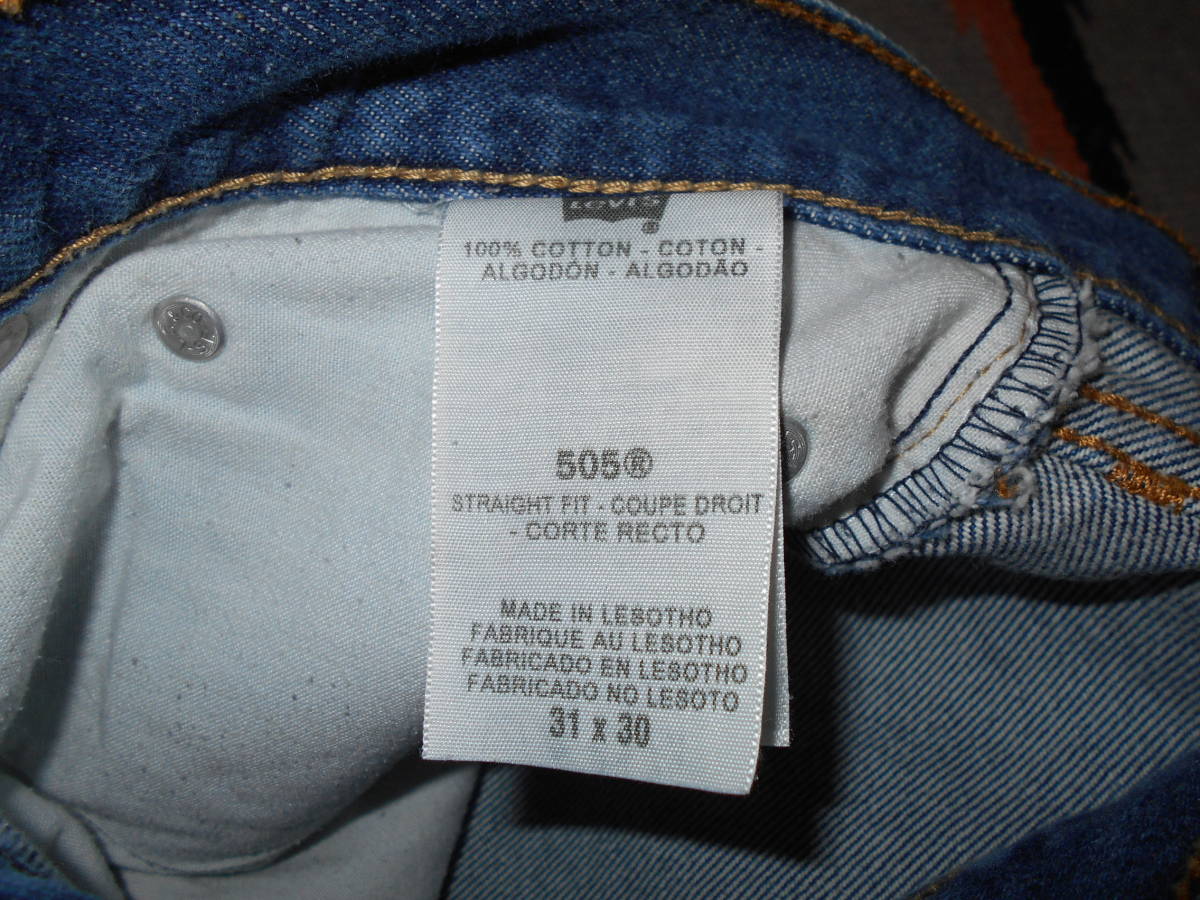 Levi's
®
100% COTTON - COTON -
ALGODÓN - ALGODÃO
505®
STRAIGHT FIT - COUPE DROIT
- CORTE RECTO
MADE IN LESOTHO
FABRIQUE AU LESOTHO
FABRICADO EN LESOTHO
FABRICADO NO LESOTO
31 x 30